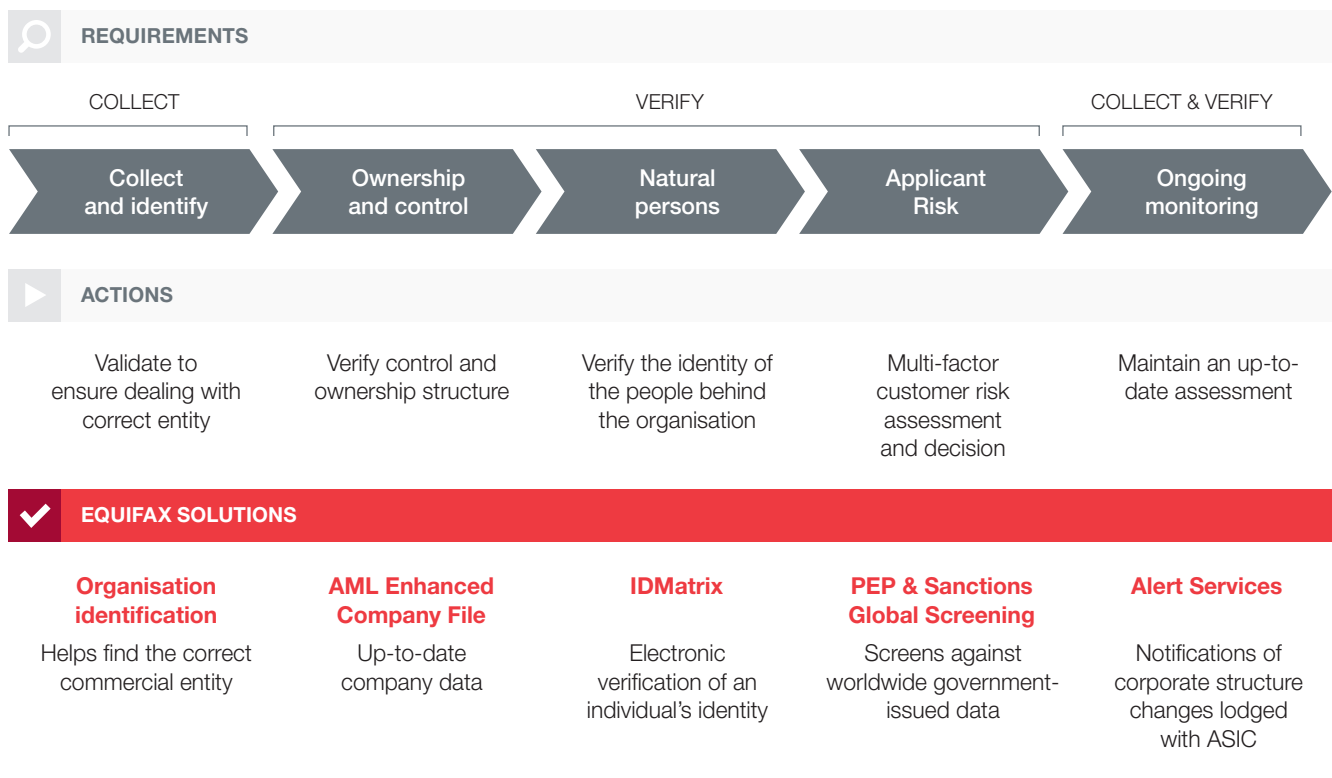 REQUIREMENTS
COLLECT
VERIFY
COLLECT & VERIFY
Collect
and identify
Ownership
and control
Natural
persons
Applicant
Risk
Ongoing
monitoring
ACTIONS
Validate to
ensure dealing with
correct entity
Verify control and
ownership structure
Verify the identity of
the people behind
the organisation
Multi-factor
customer risk
assessment
and decision
Maintain an up-to-
date assessment
EQUIFAX SOLUTIONS
Organisation
identification
Helps find the correct
commercial entity
AML Enhanced
Company File
Up-to-date
company data
IDMatrix
Electronic
verification of an
individual’s identity
PEP & Sanctions
Global Screening
Screens against
worldwide government-
issued data
Alert Services
Notifications of
corporate structure
changes lodged
with ASIC